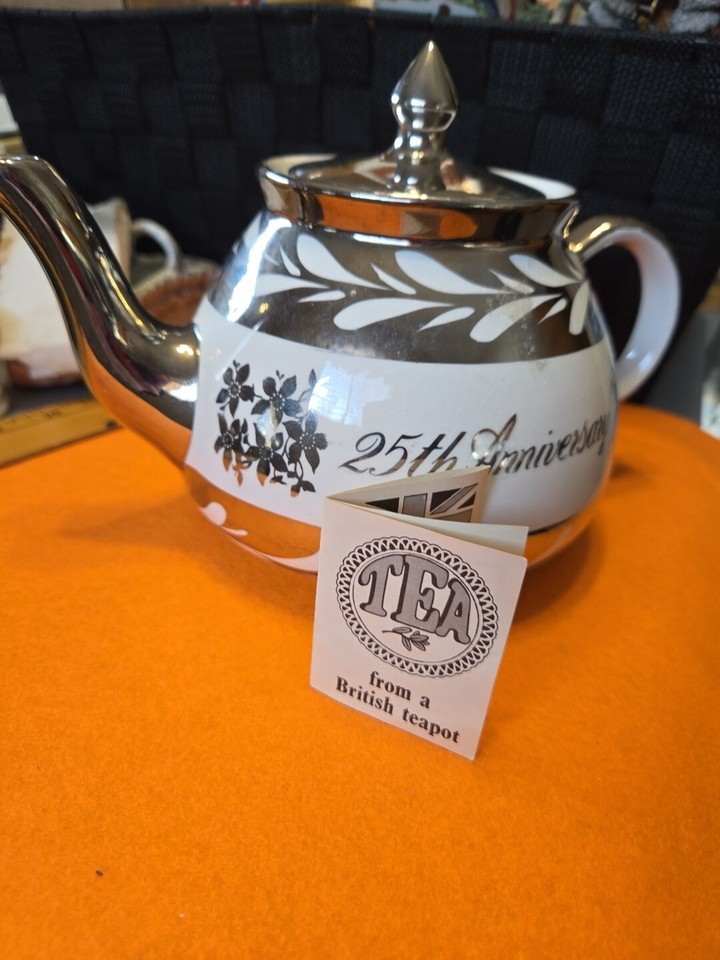 25th Anniversary
TEA
from a
British teapot